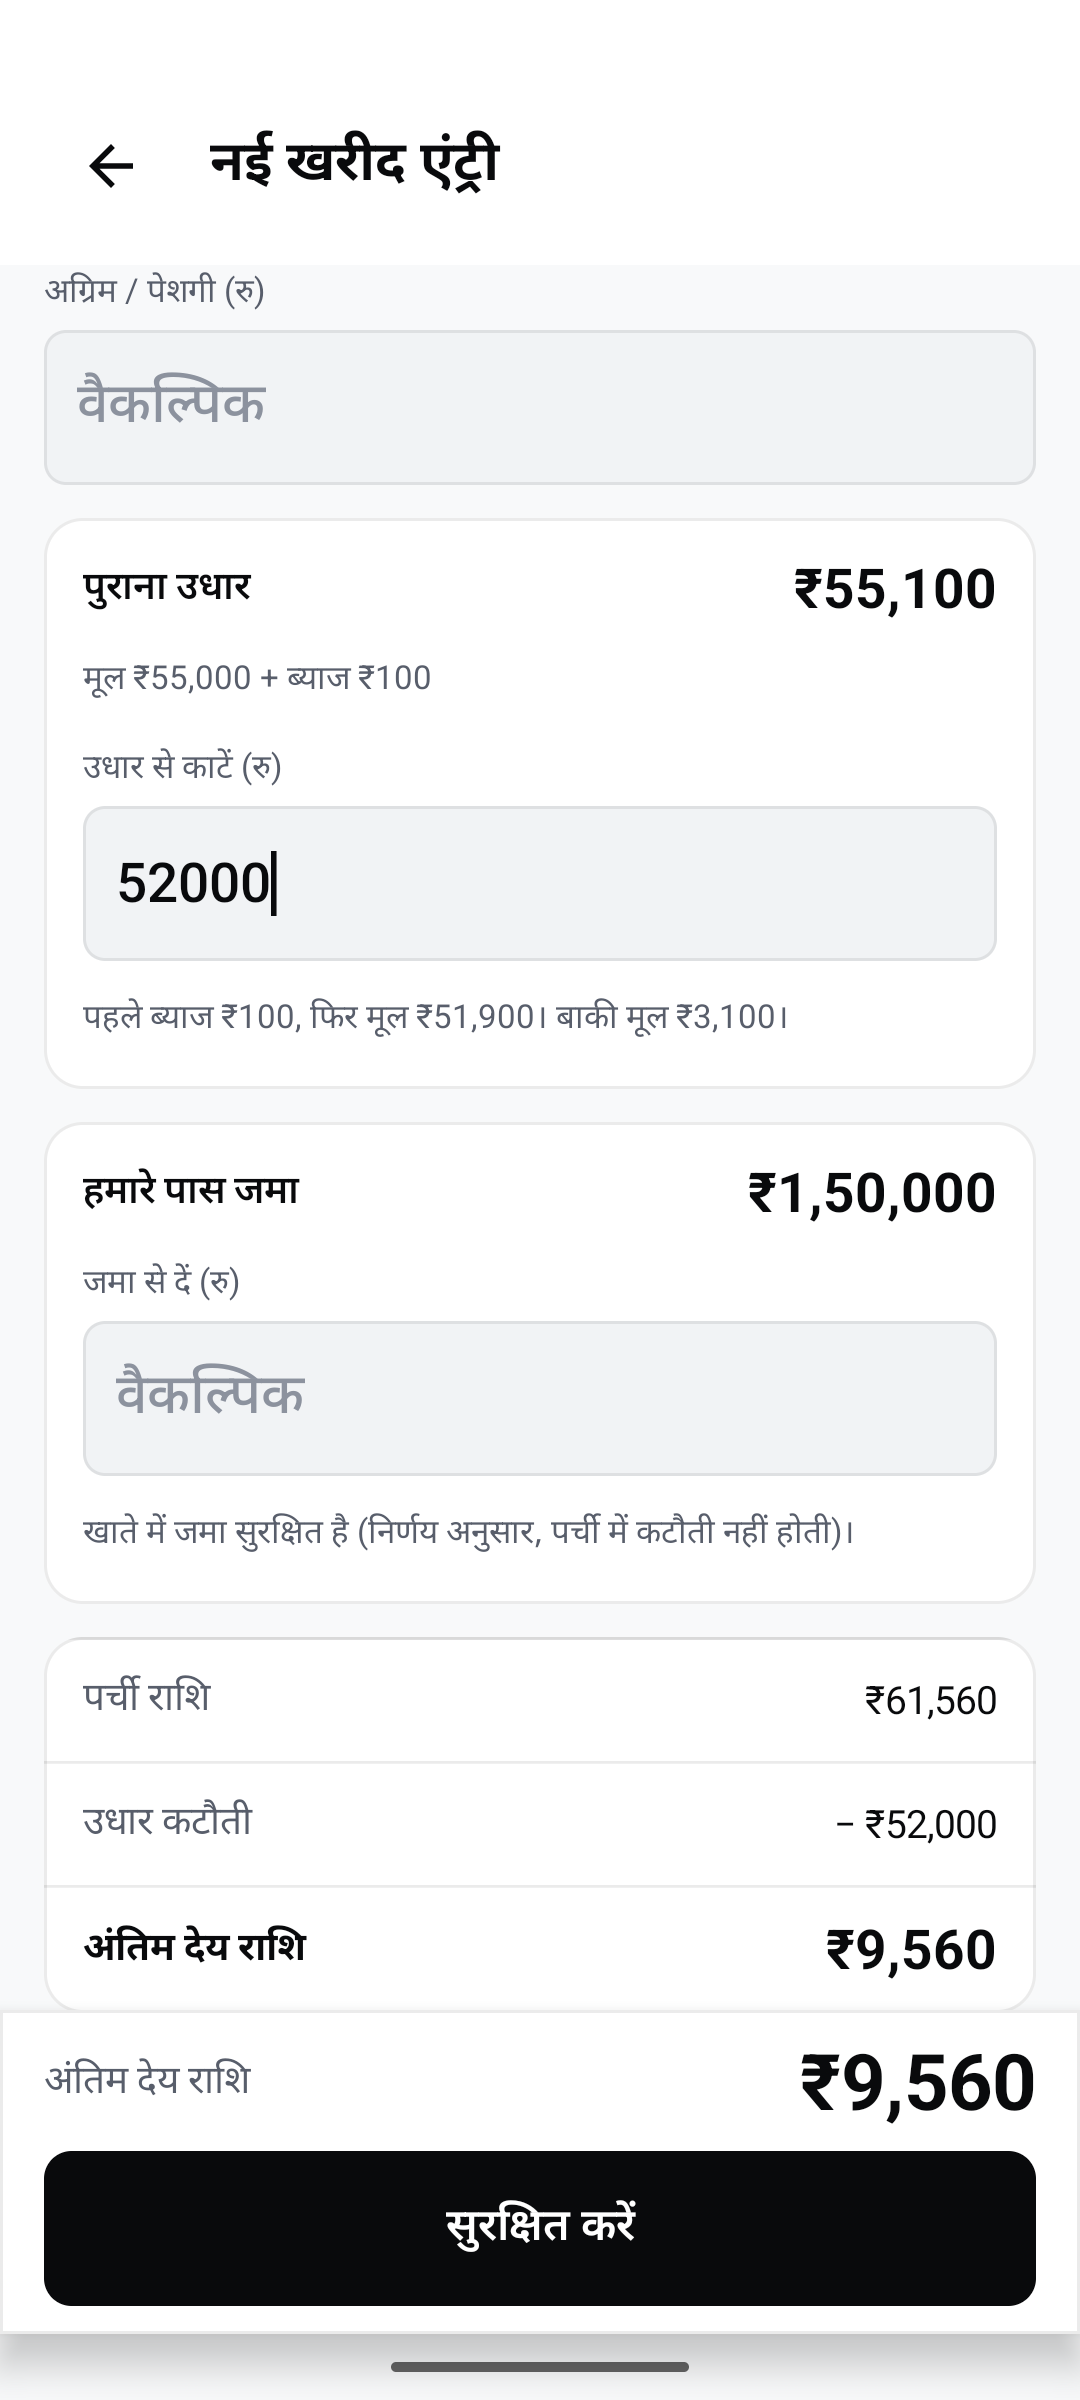 नई खरीद एंट्री
अग्रिम / पेशगी (रु)
वैकल्पिक
पुराना उधार
₹55,100
मूल ₹55,000 + ब्याज ₹100
उधार से काटें (रु)
52000
पहले ब्याज ₹100, फिर मूल ₹51,900। बाकी मूल ₹3,100।
हमारे पास जमा
₹1,50,000
जमा से दें (रु)
वैकल्पिक
खाते में जमा सुरक्षित है (निर्णय अनुसार, पर्ची में कटौती नहीं होती)।
पर्ची राशि
₹61,560
उधार कटौती
− ₹52,000
अंतिम देय राशि
₹9,560
अंतिम देय राशि
₹9,560
सुरक्षित करें